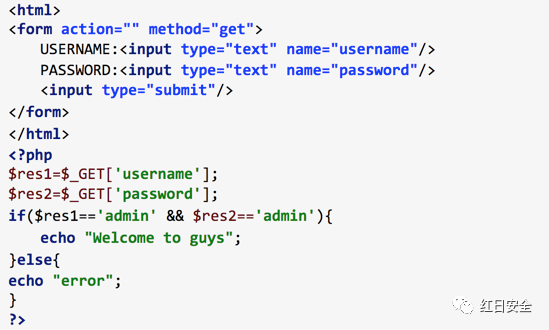 <html>
<form action="" method="get">
    USERNAME:<input type="text" name="username"/>
    PASSWORD:<input type="text" name="password"/>
    <input type="submit"/>
</form>
</html>
<?php
$res1=$_GET['username'];
$res2=$_GET['password'];
if($res1=='admin' && $res2=='admin'){
    echo "Welcome to guys";
}else{
echo "error";
}
?>
红日安全